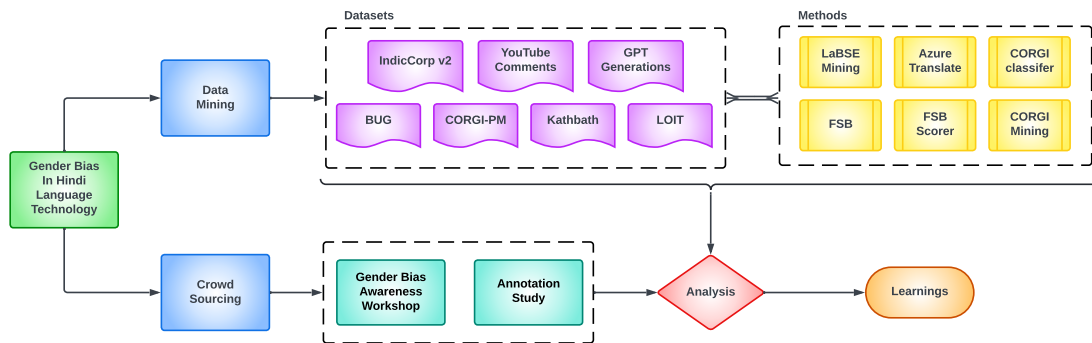 Datasets
Methods
IndicCorp v2
YouTube
Comments
GPT
Generations
LaBSE
Mining
Azure
Translate
CORGI
classifer
Data
Mining
BUG
CORGI-PM
Kathbath
LOIT
FSB
FSB
Scorer
CORGI
Mining
Gender Bias
In Hindi
Language
Technology
Crowd
Sourcing
Gender Bias
Awareness
Workshop
Annotation
Study
Analysis
Learnings